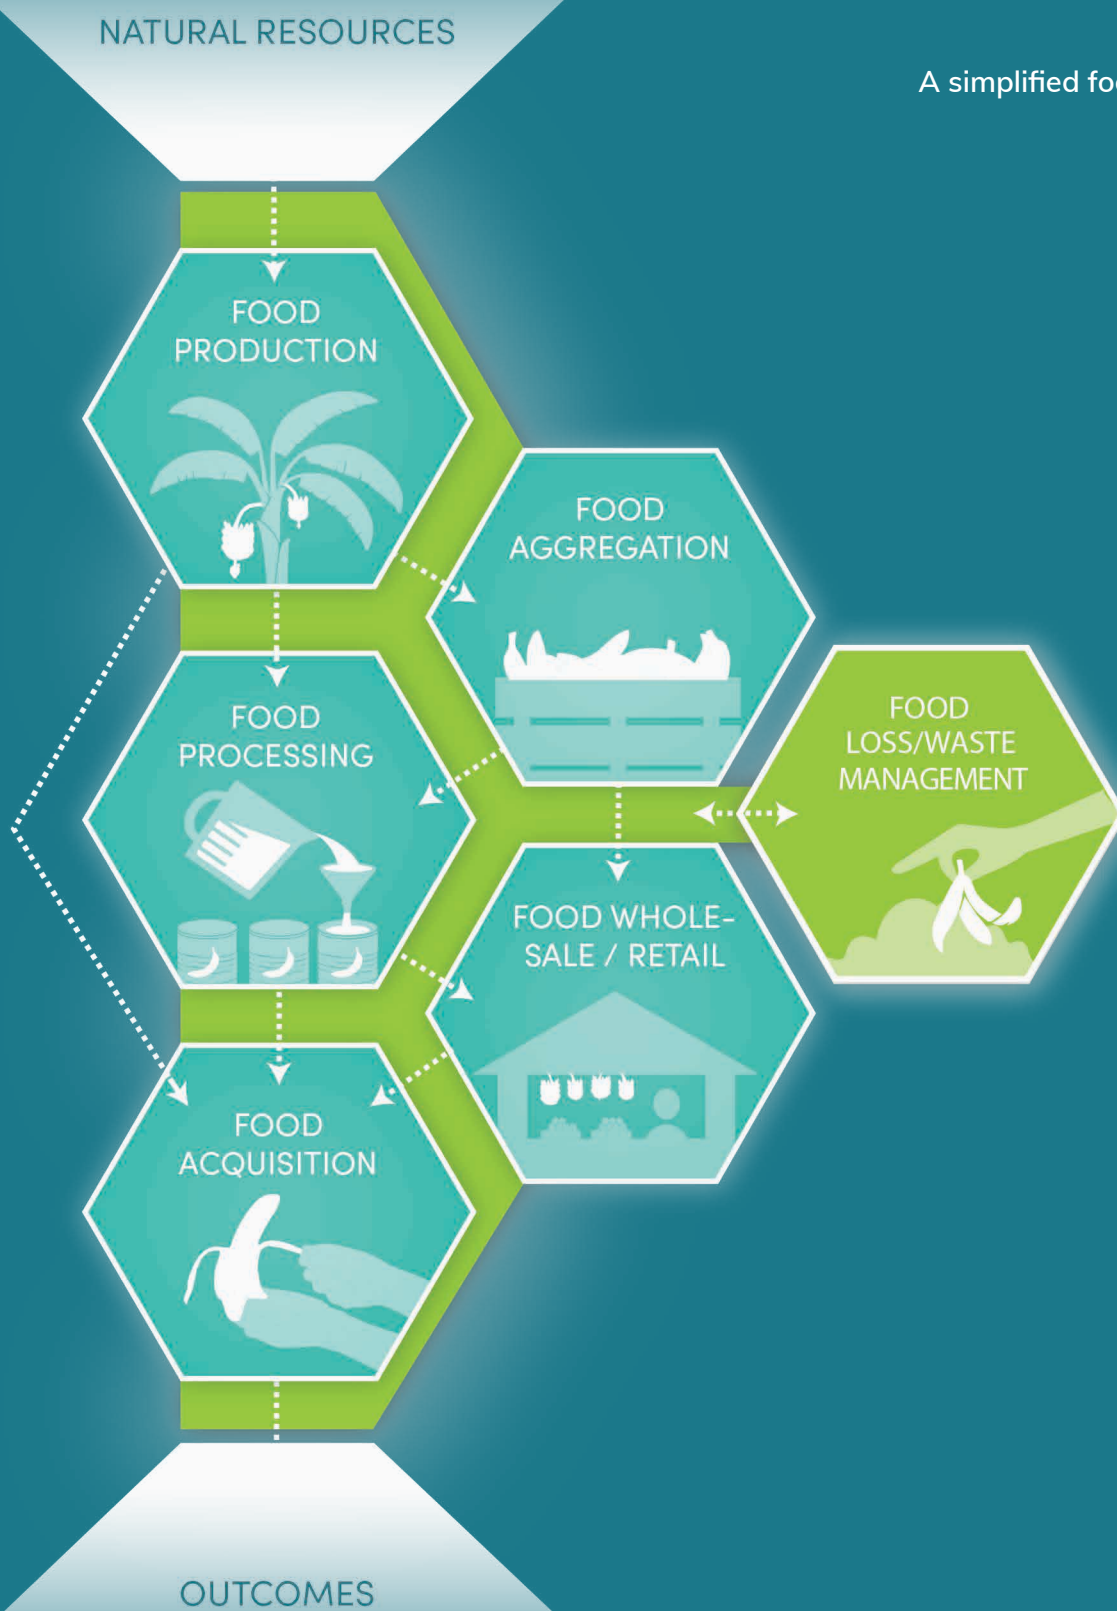 NATURAL RESOURCES
A simplified
FOOD
PRODUCTION
FOOD
AGGREGATION
FOOD
LOSS/WASTE
MANAGEMENT
FOOD
PROCESSING
FOOD WHOLE-
SALE / RETAIL
FOOD
ACQUISITION
OUTCOMES